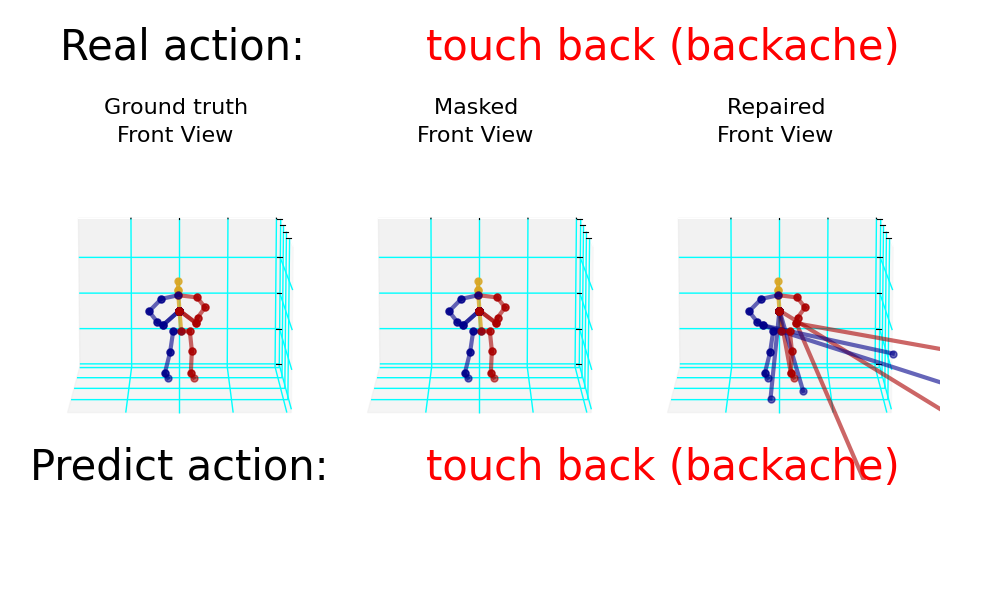 Real action: touch back (backache)
Ground truth Masked Repaired
Front View Front View Front View
Predict action: touch back (backache)